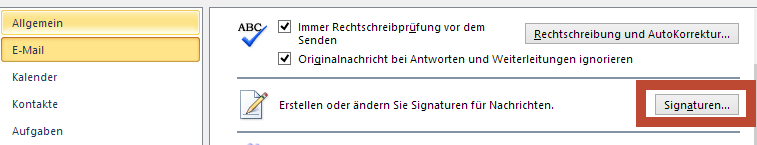 Allgemein
E-Mail
Kalender
Kontakte
Aufgaben
ABC
Immer Rechtschreibprüfung vor dem
Senden
Rechtschreibung und AutoKorrektur...
Originalnachricht bei Antworten und Weiterleitungen ignorieren
Erstellen oder ändern Sie Signaturen für Nachrichten.
Signaturen...